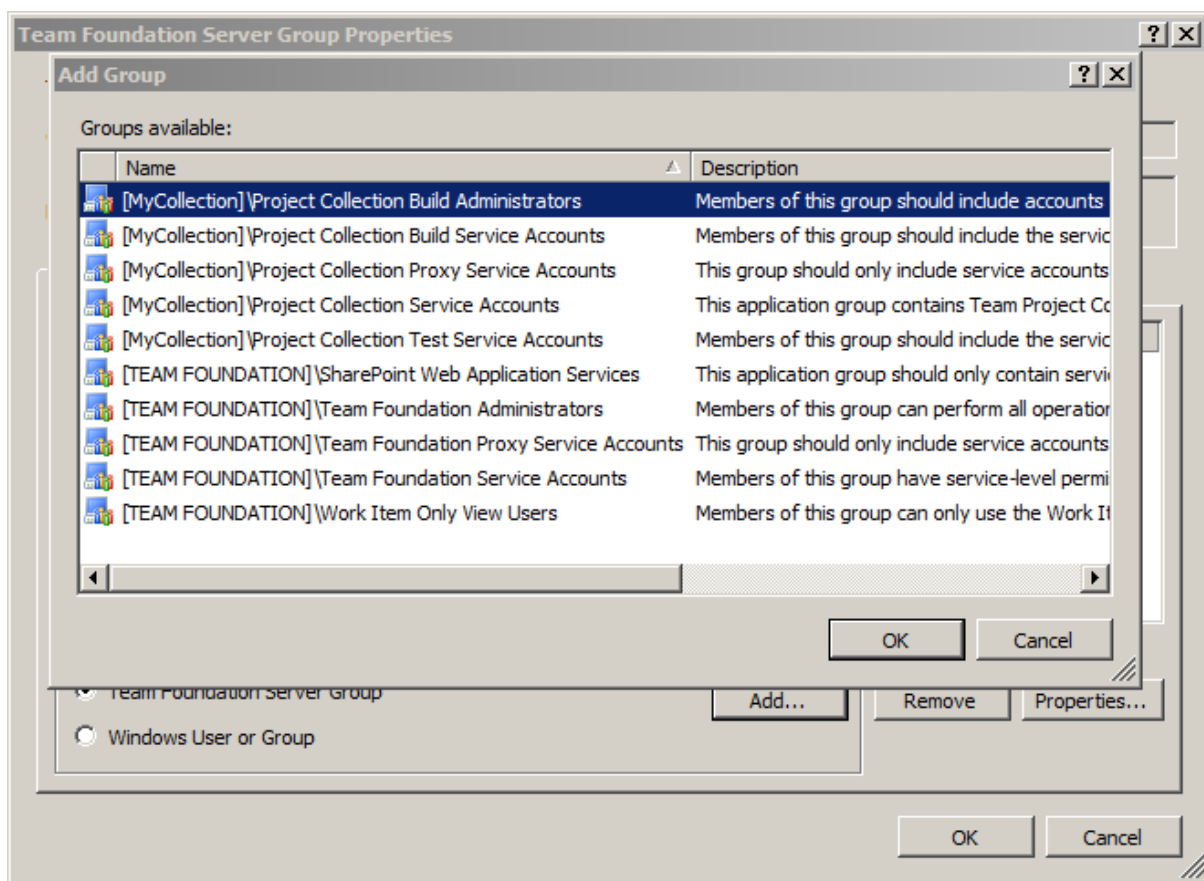 Team Foundation Server Group Properties
Add Group
Groups available:
Name Description
[MyCollection]\Project Collection Build Administrators Members of this group should include accounts
[MyCollection]\Project Collection Build Service Accounts Members of this group should include the servic
[MyCollection]\Project Collection Proxy Service Accounts This group should only include service accounts
[MyCollection]\Project Collection Service Accounts This application group contains Team Project Co
[MyCollection]\Project Collection Test Service Accounts Members of this group should include the servic
[TEAM FOUNDATION]\SharePoint Web Application Services This application group should only contain servi
[TEAM FOUNDATION]\Team Foundation Administrators Members of this group can perform all operation
[TEAM FOUNDATION]\Team Foundation Proxy Service Accounts This group should only include service accounts
[TEAM FOUNDATION]\Team Foundation Service Accounts Members of this group have service-level permi
[TEAM FOUNDATION]\Work Item Only View Users Members of this group can only use the Work It
OK Cancel
Team Foundation Server Group Add... Remove Properties...
Windows User or Group
OK Cancel